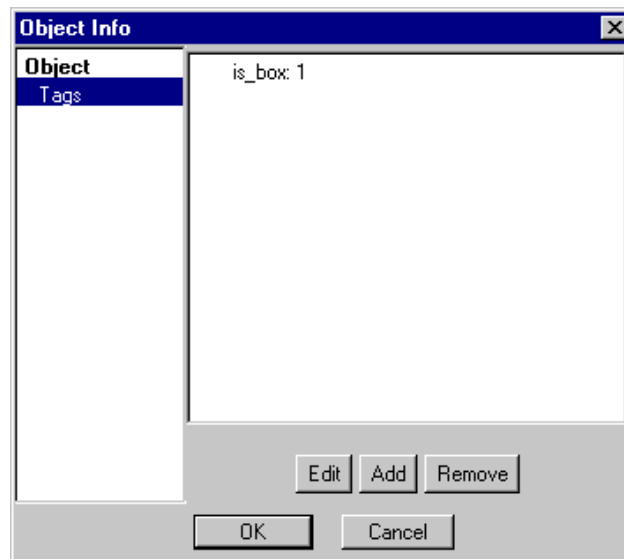 Object Info
Object
Tags
is_box: 1
Edit Add Remove
OK Cancel